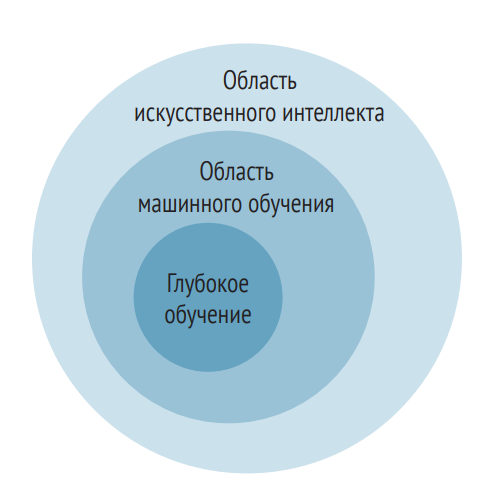 Область
искусственного интеллекта
Область
машинного обучения
Глубокое
обучение